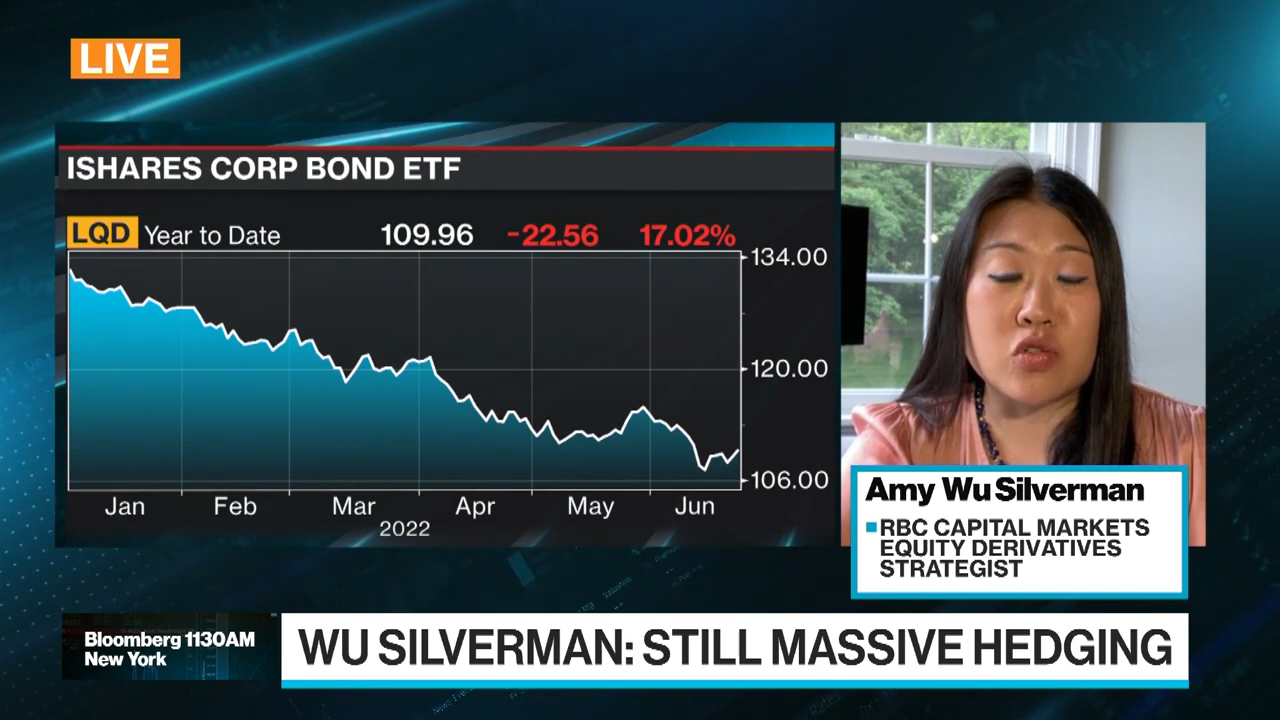 LIVE
ISHARES CORP BOND ETF
LQD Year to Date 109.96 -22.56 17.02%
134.00
120.00
106.00
Jan Feb Mar Apr May Jun
2022
Amy Wu Silverman
RBC CAPITAL MARKETS
EQUITY DERIVATIVES
STRATEGIST
Bloomberg 1130AM
New York
WU SILVERMAN: STILL MASSIVE HEDGING